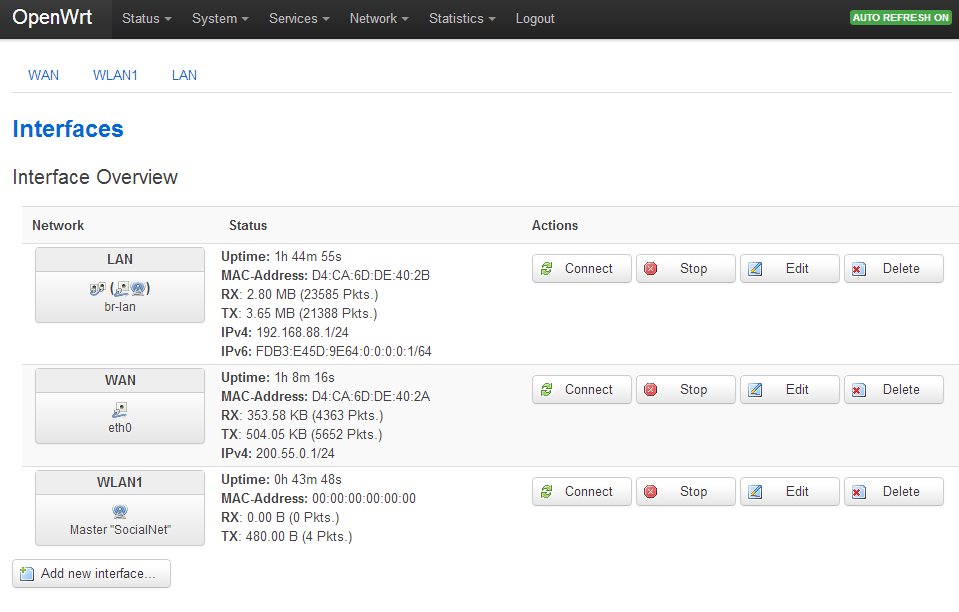 OpenWrt Status System Services Network Statistics Logout AUTO REFRESH ON
WAN WLAN1 LAN
Interfaces
Interface Overview
Network Status Actions
LAN
( )
br-lan
Uptime: 1h 44m 55s
MAC-Address: D4:CA:6D:DE:40:2B
RX: 2.80 MB (23585 Pkts.)
TX: 3.65 MB (21388 Pkts.)
IPv4: 192.168.88.1/24
IPv6: FDB3:E45D:9E64:0:0:0:0:1/64
Connect Stop Edit Delete
WAN
eth0
Uptime: 1h 8m 16s
MAC-Address: D4:CA:6D:DE:40:2A
RX: 353.58 KB (4363 Pkts.)
TX: 504.05 KB (5652 Pkts.)
IPv4: 200.55.0.1/24
Connect Stop Edit Delete
WLAN1
Master "SocialNet"
Uptime: 0h 43m 48s
MAC-Address: 00:00:00:00:00:00
RX: 0.00 B (0 Pkts.)
TX: 480.00 B (4 Pkts.)
Connect Stop Edit Delete
Add new interface...